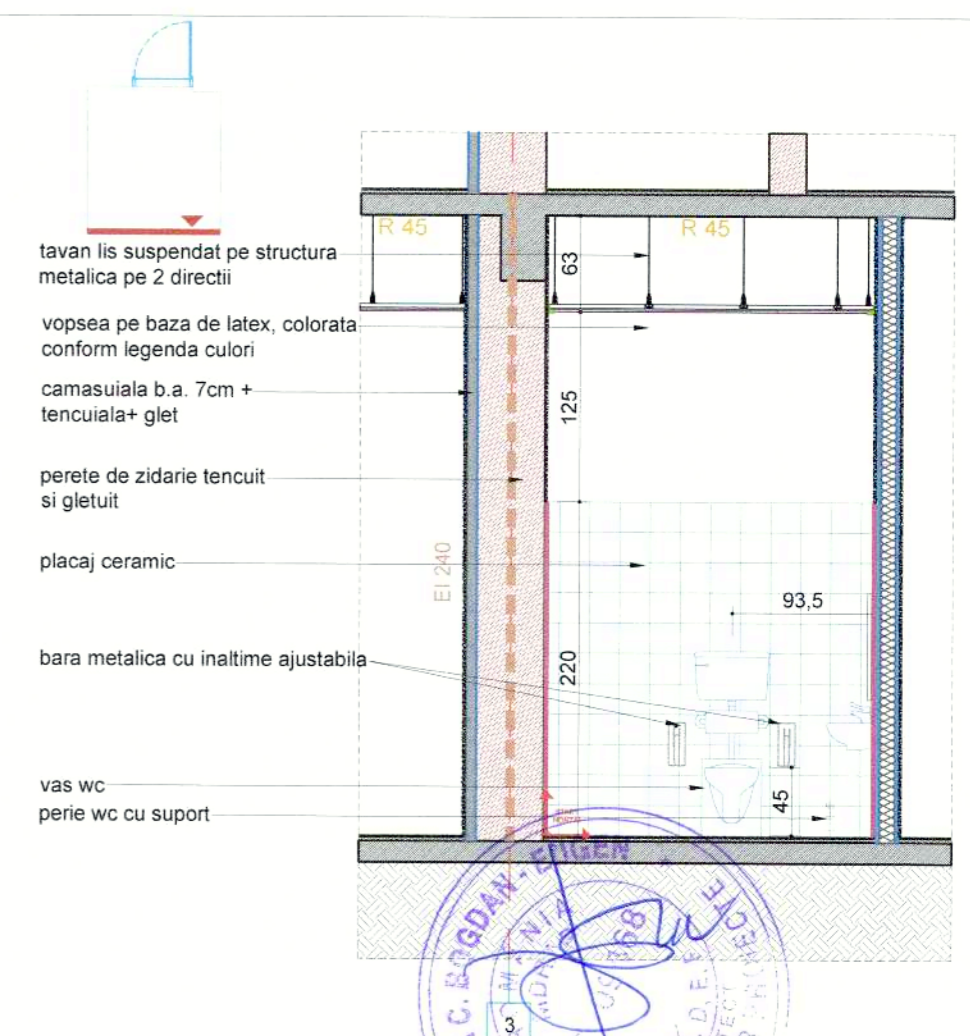 R 45
R 45
tavan lis suspendat pe structura
metalica pe 2 directii
63
vopsea pe baza de latex, colorata
conform legenda culori
camasuiala b.a. 7cm +
tencuiala+ glet
125
perete de zidarie tencuit
si gletuit
EI 240
placaj ceramic
93,5
bara metalica cu inaltime ajustabila
220
vas wc
45
perie wc cu suport
C. BOGDAN - EUGEN
3